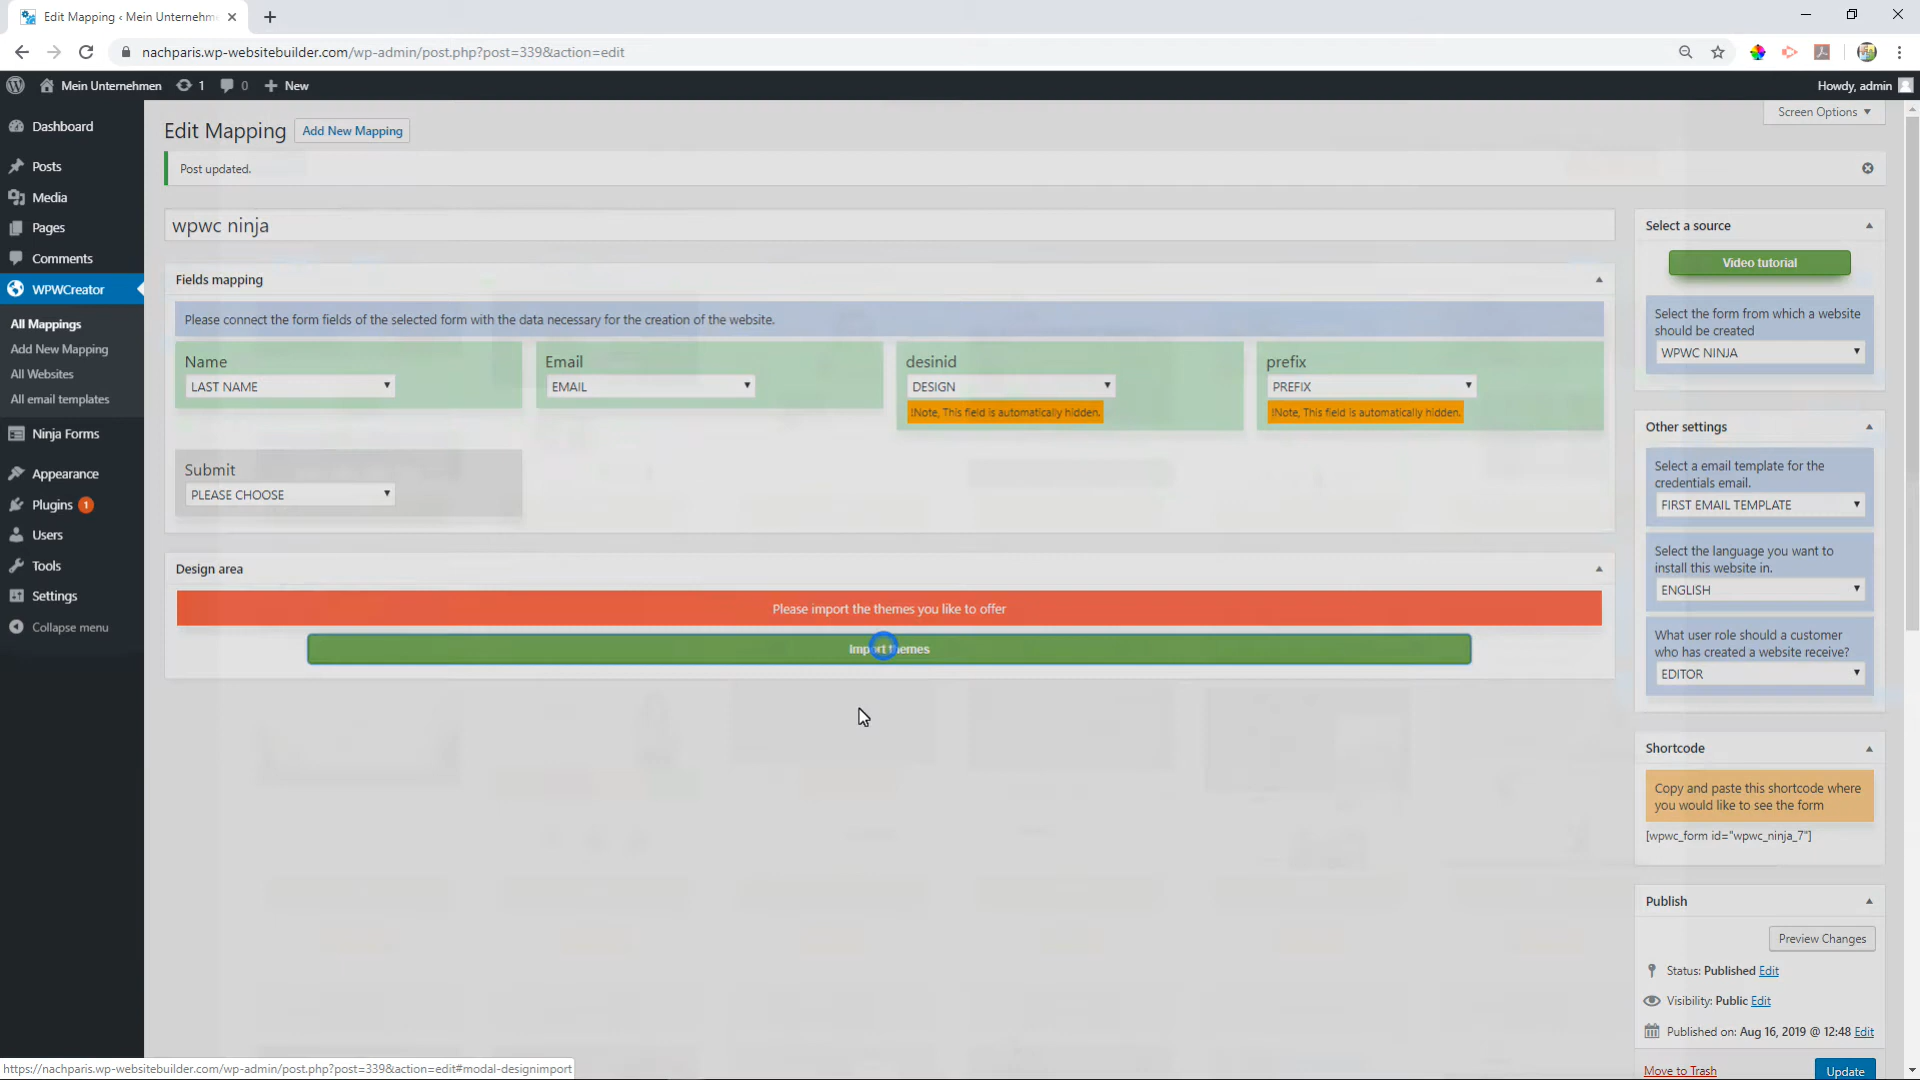 Edit Mapping ‹ Mein Unternehm
nachparis.wp-websitebuilder.com/wp-admin/post.php?post=339&action=edit
Mein Unternehmen
1
0
New
Howdy, admin
Screen Options
Dashboard
Posts
Media
Pages
Comments
WPWCreator
All Mappings
Add New Mapping
All Websites
All email templates
Ninja Forms
Appearance
Plugins 1
Users
Tools
Settings
Collapse menu
Edit Mapping
Add New Mapping
Post updated.
wpwc ninja
Fields mapping
Please connect the form fields of the selected form with the data necessary for the creation of the website.
Name
LAST NAME
Email
EMAIL
desinid
DESIGN
!Note, This field is automatically hidden.
prefix
PREFIX
!Note, This field is automatically hidden.
Submit
PLEASE CHOOSE
Design area
Please import the themes you like to offer
Import themes
Select a source
Video tutorial
Select the form from which a website
should be created
WPWC NINJA
Other settings
Select a email template for the
credentials email.
FIRST EMAIL TEMPLATE
Select the language you want to
install this website in.
ENGLISH
What user role should a customer
who has created a website receive?
EDITOR
Shortcode
Copy and paste this shortcode where
you would like to see the form
[wpwc_form id="wpwc_ninja_7"]
Publish
Preview Changes
Status: Published Edit
Visibility: Public Edit
Published on: Aug 16, 2019 @ 12:48 Edit
Move to Trash
Update
https://nachparis.wp-websitebuilder.com/wp-admin/post.php?post=339&action=edit#modal-designimport